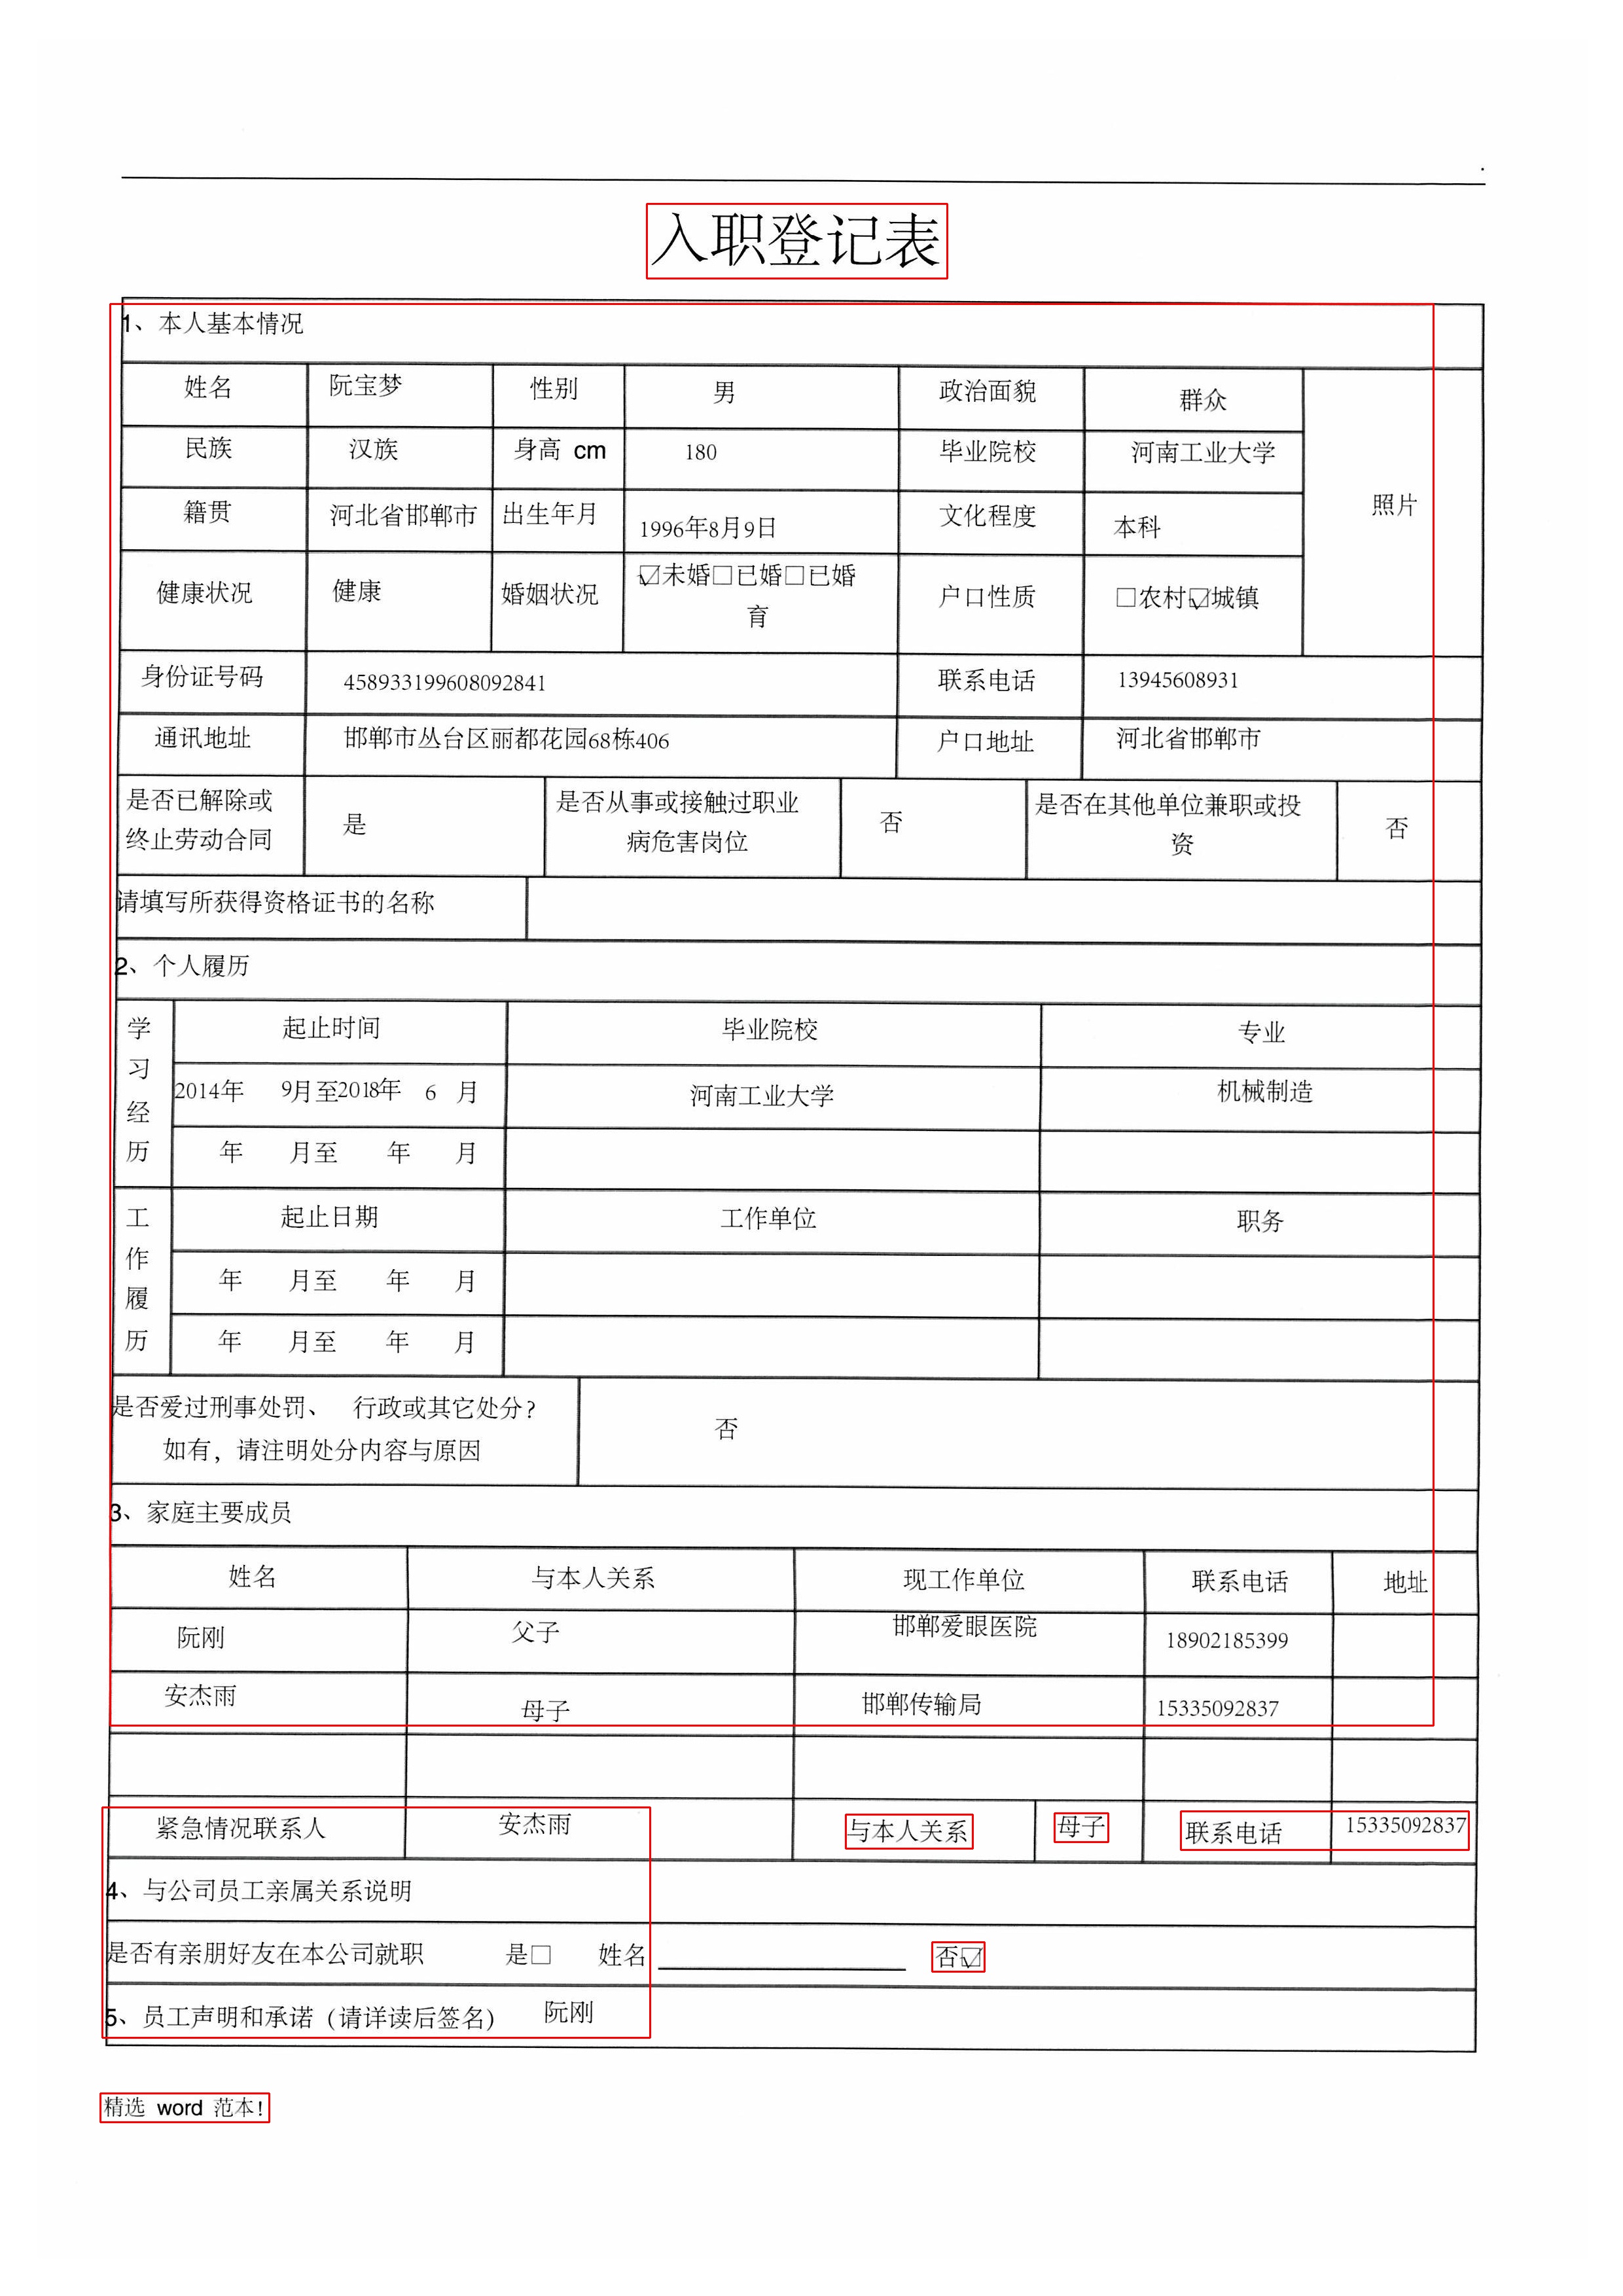 入职登记表
1、本人基本情况
姓名 阮宝梦 性别 男 政治面貌 群众
民族 汉族 身高 cm 180 毕业院校 河南工业大学
照片
籍贯 河北省邯郸市 出生年月 1996年8月9日 文化程度 本科
健康状况 健康 婚姻状况 ☑未婚□已婚□已婚育 户口性质 □农村☑城镇
身份证号码 458933199608092841 联系电话 13945608931
通讯地址 邯郸市丛台区丽都花园68栋406 户口地址 河北省邯郸市
是否已解除或终止劳动合同 是 是否从事或接触过职业病危害岗位 否 是否在其他单位兼职或投资 否
请填写所获得资格证书的名称
2、个人履历
学习经历
起止时间 毕业院校 专业
2014年 9月至2018年 6 月 河南工业大学 机械制造
年 月至 年 月
工作履历
起止日期 工作单位 职务
年 月至 年 月
年 月至 年 月
是否爱过刑事处罚、 行政或其它处分?
如有,请注明处分内容与原因
否
3、家庭主要成员
姓名 与本人关系 现工作单位 联系电话 地址
阮刚 父子 邯郸爱眼医院 18902185399
安杰雨 母子 邯郸传输局 15335092837
紧急情况联系人 安杰雨 与本人关系 母子 联系电话 15335092837
4、与公司员工亲属关系说明
是否有亲朋好友在本公司就职 是□ 姓名 否☑
5、员工声明和承诺(请详读后签名) 阮刚
精选 word 范本!